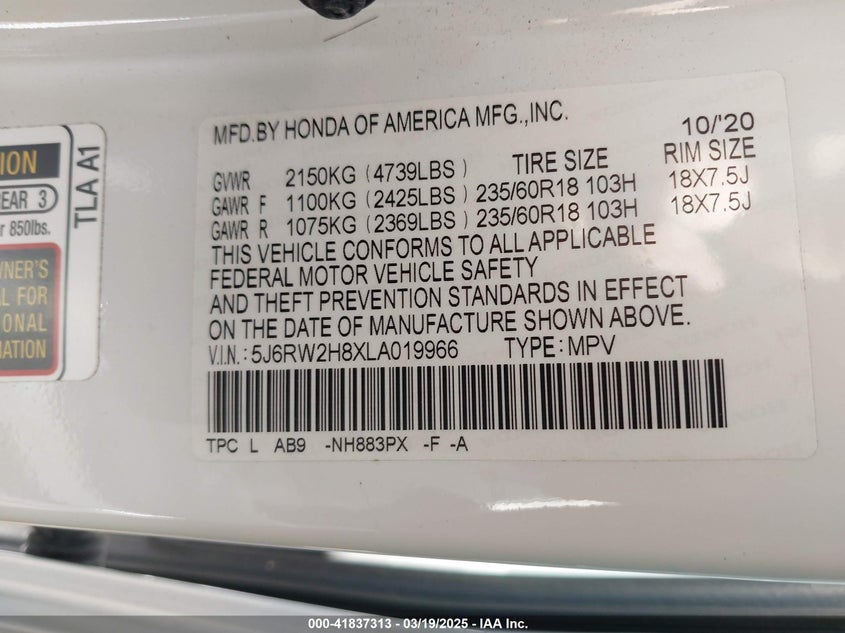 MFD.BY HONDA OF AMERICA MFG.,INC.
10/'20
GVWR 2150KG (4739LBS) TIRE SIZE RIM SIZE
GAWR F 1100KG (2425LBS) 235/60R18 103H 18X7.5J
GAWR R 1075KG (2369LBS) 235/60R18 103H 18X7.5J
THIS VEHICLE CONFORMS TO ALL APPLICABLE
FEDERAL MOTOR VEHICLE SAFETY
AND THEFT PREVENTION STANDARDS IN EFFECT
ON THE DATE OF MANUFACTURE SHOWN ABOVE.
V.I.N.: 5J6RW2H8XLA019966 TYPE: MPV
TPC L AB9 -NH883PX -F -A
TLA A1
ION
EAR 3
850lbs.
WNER'S
AL FOR
IONAL
MATION
000-41837313 - 03/19/2025 - IAA Inc.